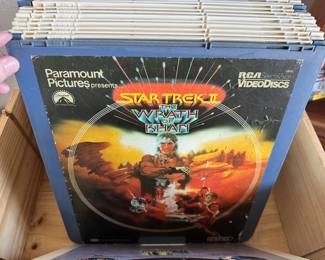 Paramount
Pictures presents
RCA
VideoDiscs
STAR TREK II
THE
WRATH
OF
KHAN